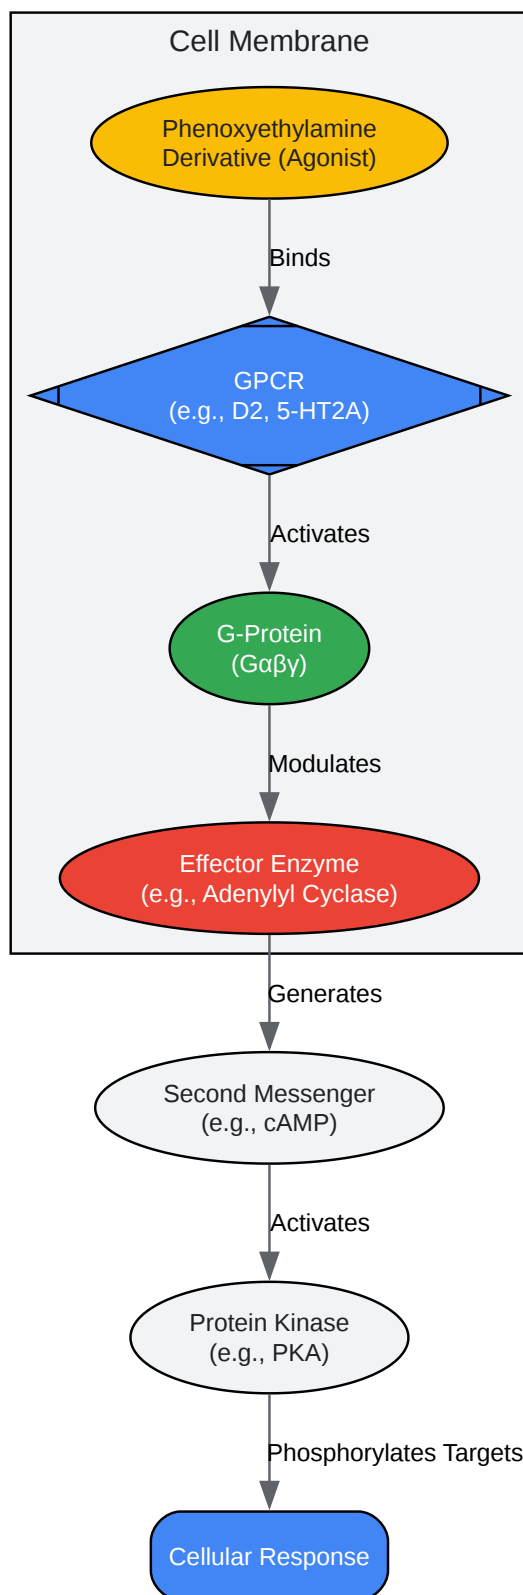 Cell Membrane
Phenoxyethylamine
Derivative (Agonist)
Binds
GPCR
(e.g., D2, 5-HT2A)
Activates
G-Protein
(Gαβγ)
Modulates
Effector Enzyme
(e.g., Adenylyl Cyclase)
Generates
Second Messenger
(e.g., cAMP)
Activates
Protein Kinase
(e.g., PKA)
Phosphorylates Targets
Cellular Response